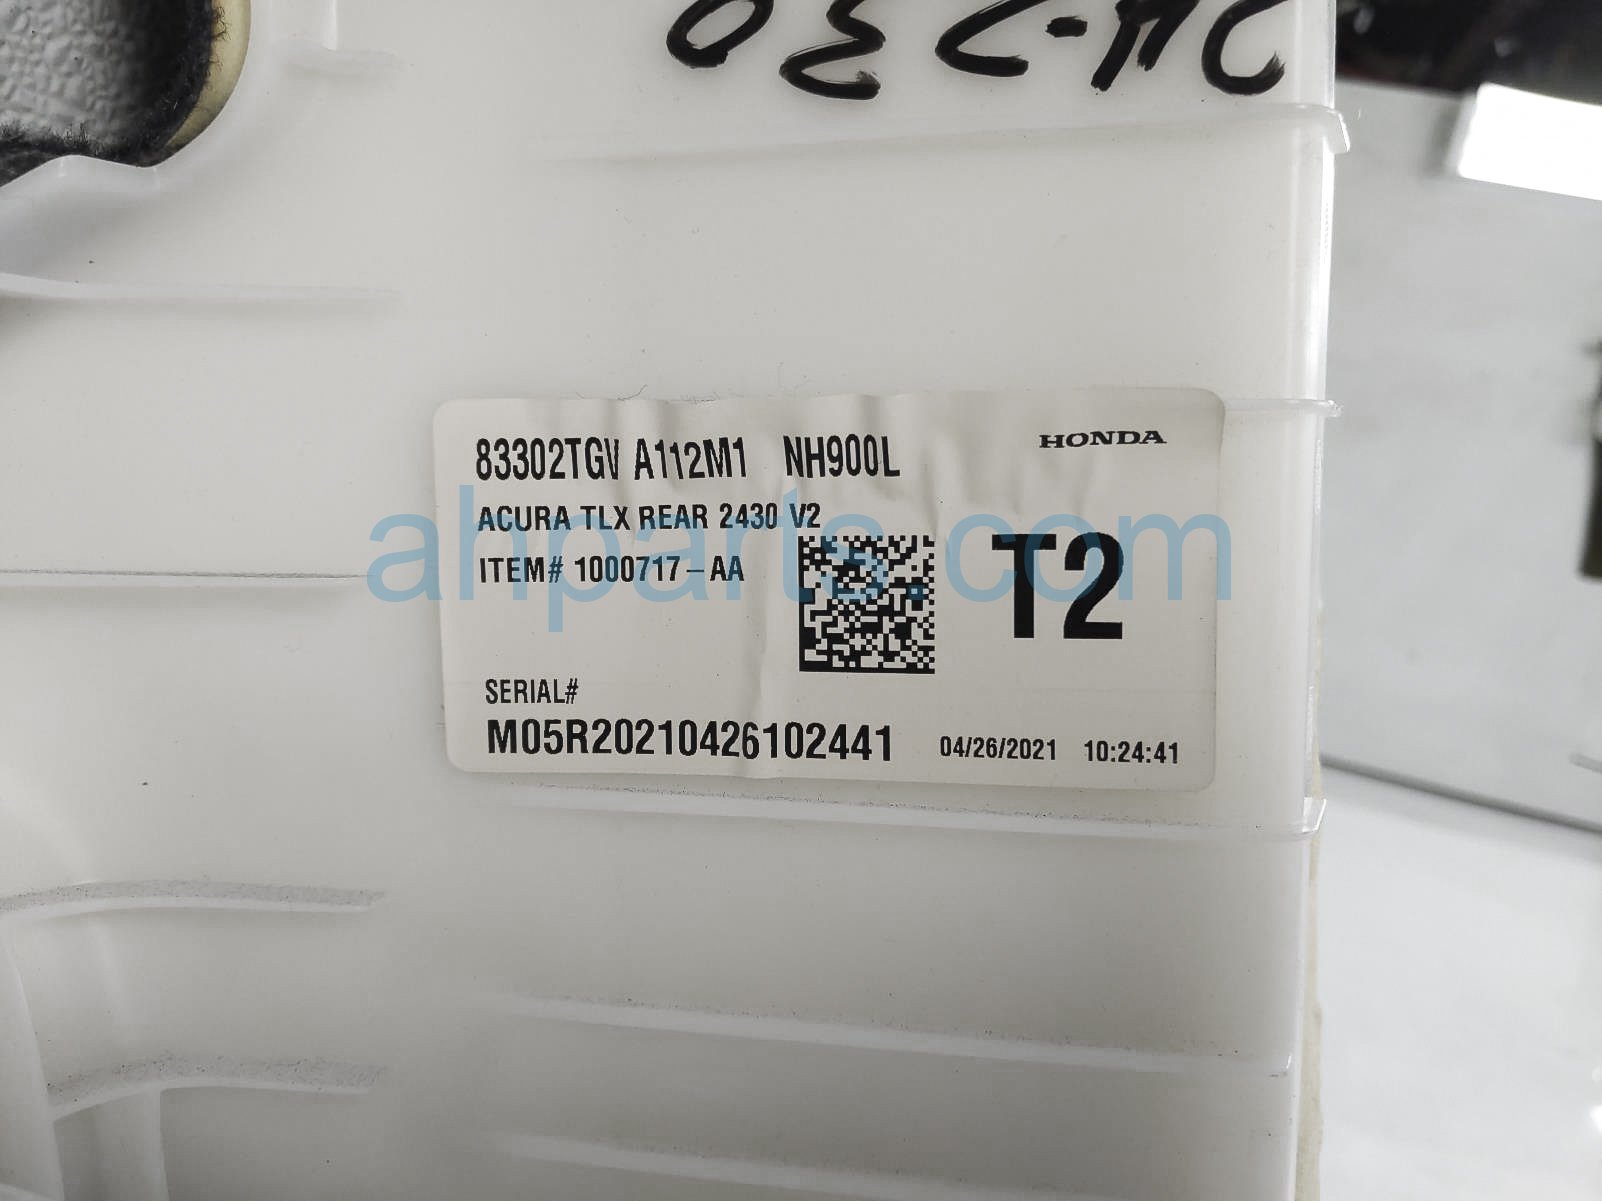 83302TGV A112M1 NH900L HONDA
ACURA TLX REAR 2430 V2
ITEM# 1000717-AA
T2
SERIAL#
M05R20210426102441 04/26/2021 10:24:41
ahparts.com